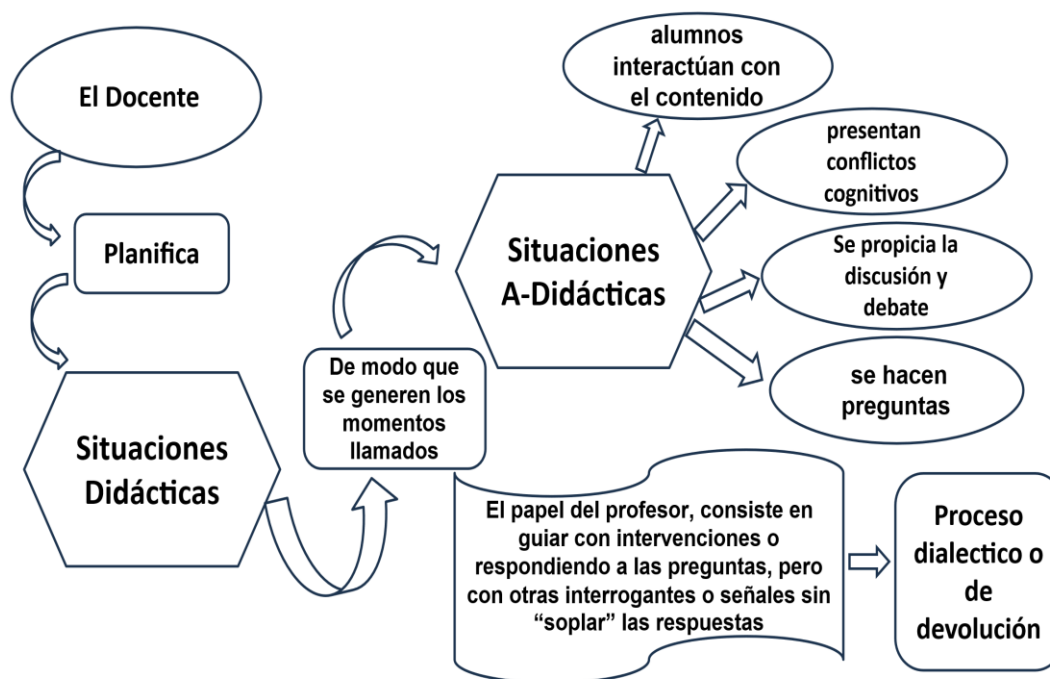 El Docente
Planifica
Situaciones
Didácticas
De modo que
se generen los
momentos
llamados
Situaciones
A-Didácticas
alumnos
interactúan con
el contenido
presentan
conflictos
cognitivos
Se propicia la
discusión y
debate
se hacen
preguntas
El papel del profesor, consiste en
guiar con intervenciones o
respondiendo a las preguntas, pero
con otras interrogantes o señales sin
“soplar” las respuestas
Proceso
dialectico o
de
devolución